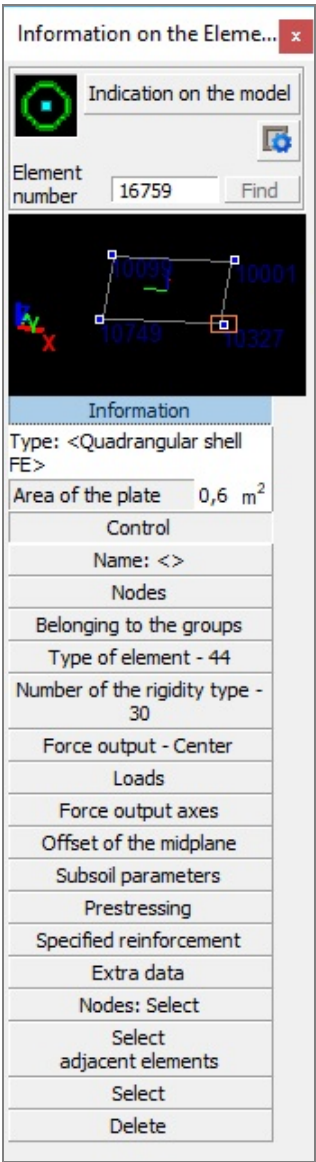 Information on the Eleme... x
Indication on the model
Element
number 16759 Find
10099 10001
10749 10327
Z
Y
X
Information
Type: <Quadrangular shell
FE>
Area of the plate 0,6 m²
Control
Name: <>
Nodes
Belonging to the groups
Type of element - 44
Number of the rigidity type -
30
Force output - Center
Loads
Force output axes
Offset of the midplane
Subsoil parameters
Prestressing
Specified reinforcement
Extra data
Nodes: Select
Select
adjacent elements
Select
Delete